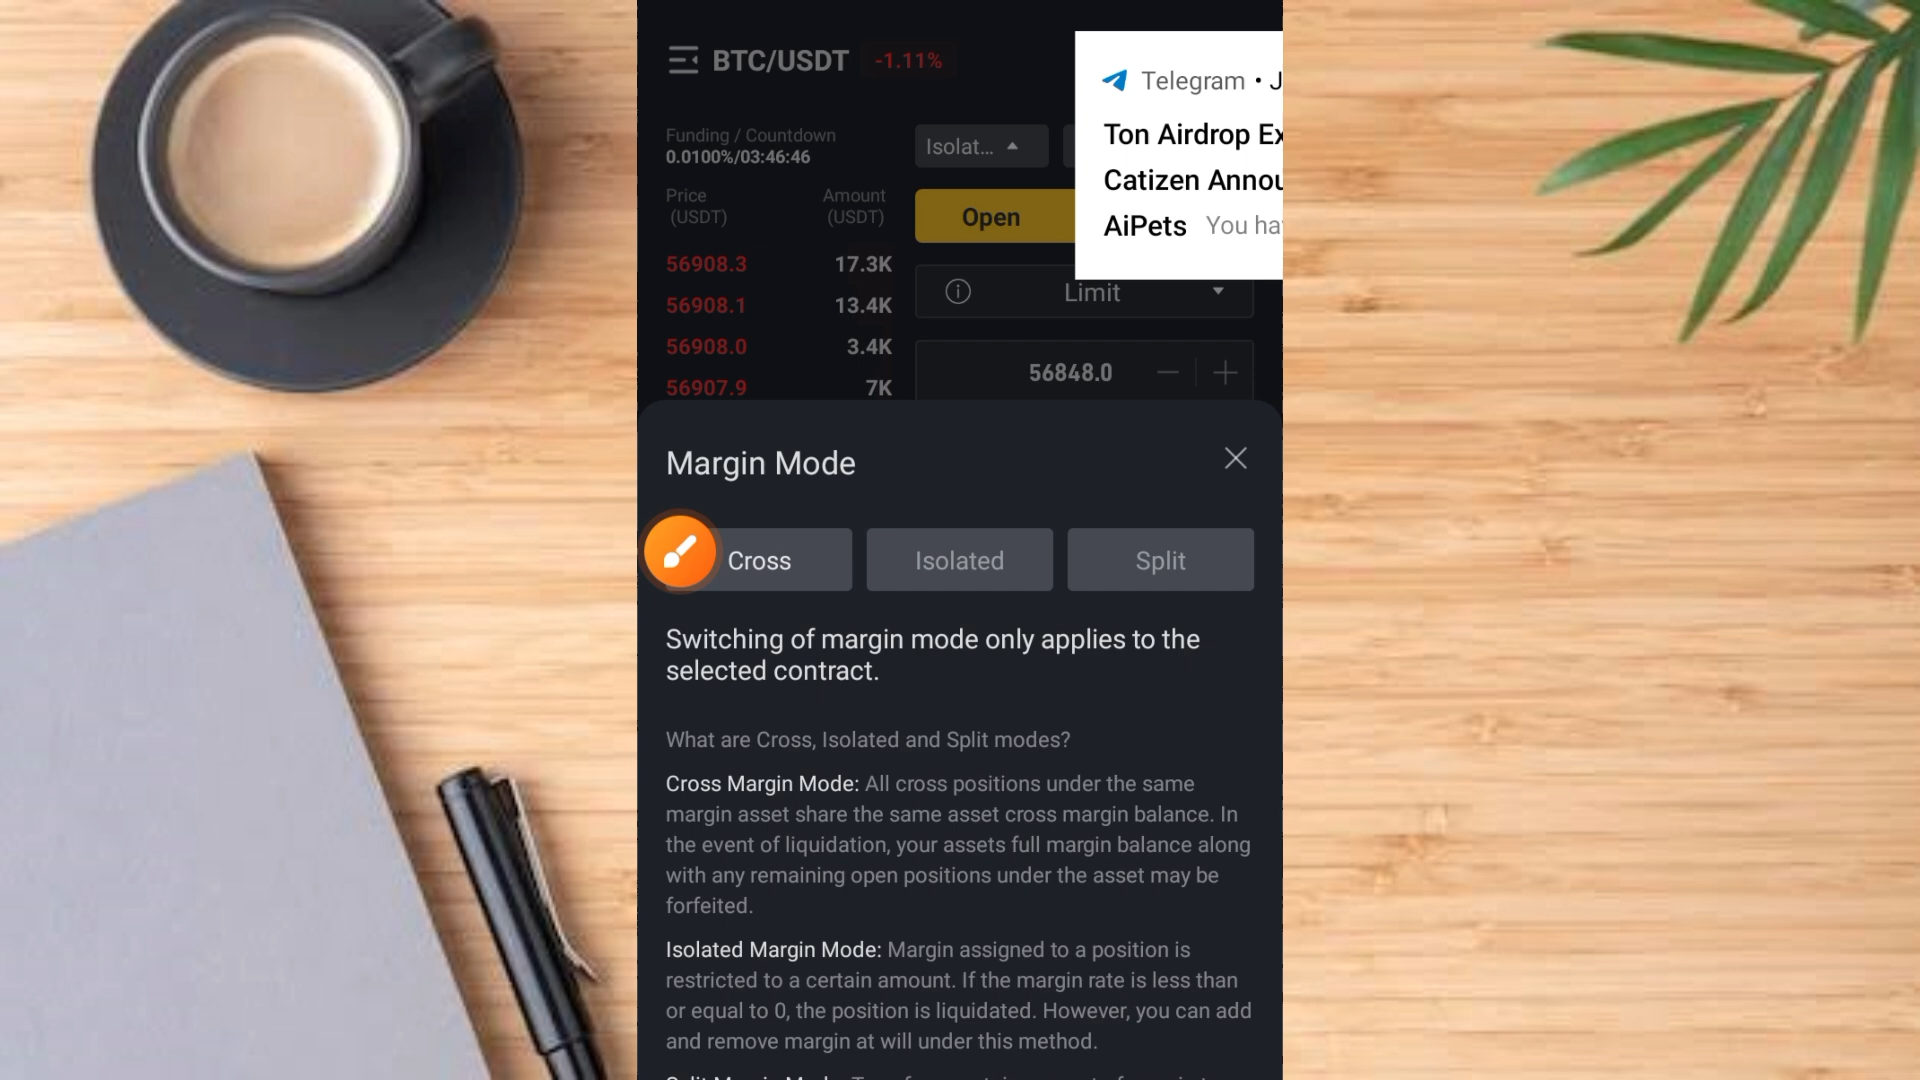 BTC/USDT -1.11%
Telegram • J
Ton Airdrop Ex
Catizen Annou
AiPets You ha
Funding / Countdown
0.0100%/03:46:46
Isolat...
Price (USDT)
Amount (USDT)
Open
56908.3 17.3K
56908.1 13.4K
56908.0 3.4K
56907.9 7K
Limit
56848.0
Margin Mode
Cross Isolated Split
Switching of margin mode only applies to the
selected contract.
What are Cross, Isolated and Split modes?
Cross Margin Mode: All cross positions under the same
margin asset share the same asset cross margin balance. In
the event of liquidation, your assets full margin balance along
with any remaining open positions under the asset may be
forfeited.
Isolated Margin Mode: Margin assigned to a position is
restricted to a certain amount. If the margin rate is less than
or equal to 0, the position is liquidated. However, you can add
and remove margin at will under this method.